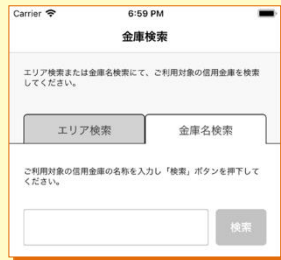 Carrier 6:59 PM
金庫検索
エリア検索または金庫名検索にて、ご利用対象の信用金庫を検索
してください。
エリア検索 金庫名検索
ご利用対象の信用金庫の名称を入力し「検索」ボタンを押下して
ください。
検索